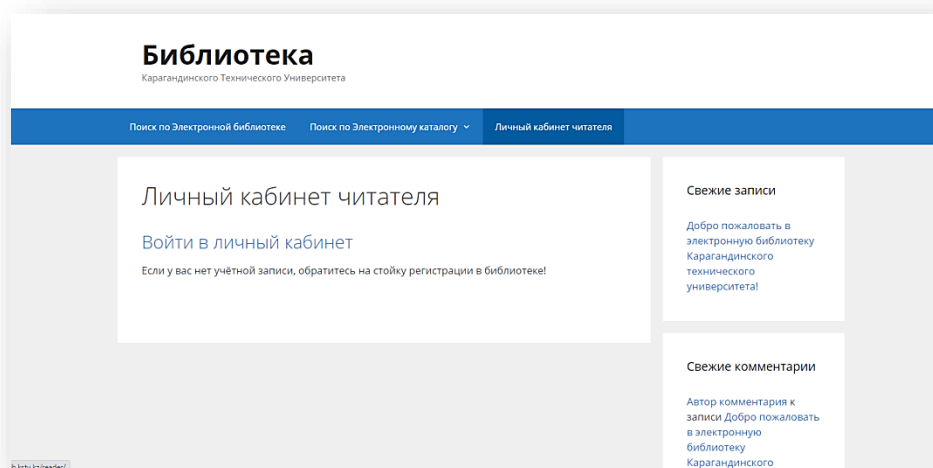 Библиотека
Карагандинского Технического Университета
Поиск по Электронной библиотеке
Поиск по Электронному каталогу
Личный кабинет читателя
Личный кабинет читателя
Войти в личный кабинет
Если у вас нет учётной записи, обратитесь на стойку регистрации в библиотеке!
Свежие записи
Добро пожаловать в
электронную библиотеку
Карагандинского
технического
университета!
Свежие комментарии
Автор комментария к
записи Добро пожаловать
в электронную
библиотеку
Карагандинского